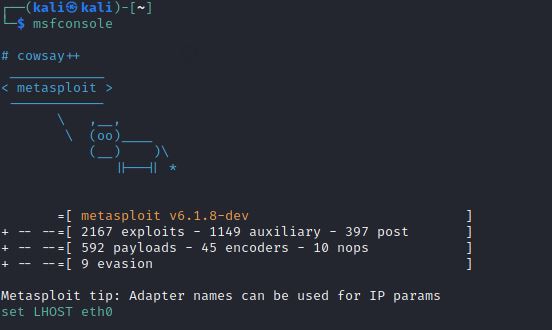 ┌──(kali㉿kali)-[~]
└─$ msfconsole
# cowsay++
 ____________
< metasploit >
 ------------
       \   ,__,
        \  (oo)____
           (__)    )\
              ||--|| *
       =[ metasploit v6.1.8-dev                          ]
+ -- --=[ 2167 exploits - 1149 auxiliary - 397 post       ]
+ -- --=[ 592 payloads - 45 encoders - 10 nops            ]
+ -- --=[ 9 evasion                                       ]
Metasploit tip: Adapter names can be used for IP params
set LHOST eth0